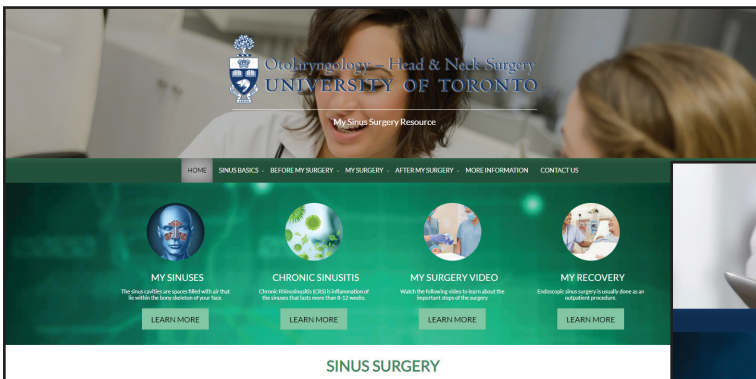 Otolaryngology – Head & Neck Surgery
UNIVERSITY OF TORONTO
My Sinus Surgery Resource
HOME SINUS BASICS BEFORE MY SURGERY MY SURGERY AFTER MY SURGERY MORE INFORMATION CONTACT US
MY SINUSES
The sinus cavities are spaces filled with air that
lie within the bony skeleton of your face.
LEARN MORE
CHRONIC SINUSITIS
Chronic Rhinosinusitis (CRS) is inflammation of
the sinuses that lasts more than 8-12 weeks.
LEARN MORE
MY SURGERY VIDEO
Watch the following video to learn about the
important steps of the surgery
LEARN MORE
MY RECOVERY
Endoscopic sinus surgery is usually done as an
outpatient procedure.
LEARN MORE
SINUS SURGERY